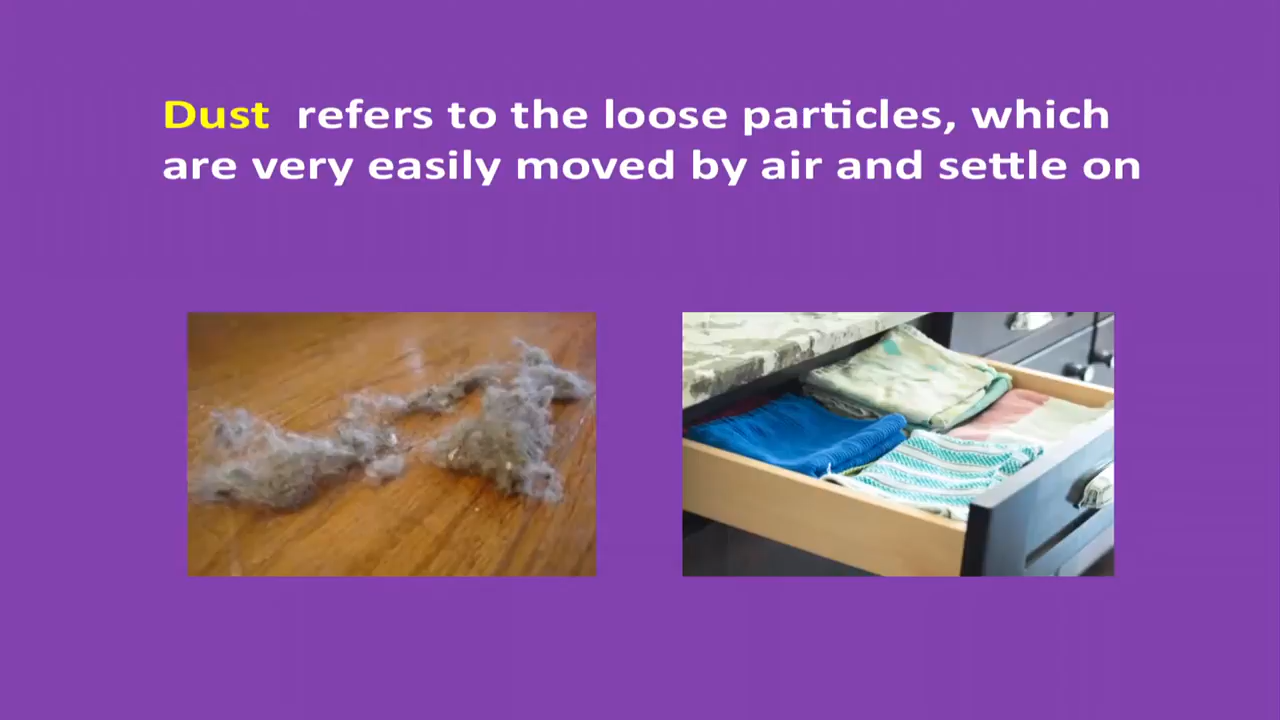 Dust refers to the loose particles, which
are very easily moved by air and settle on